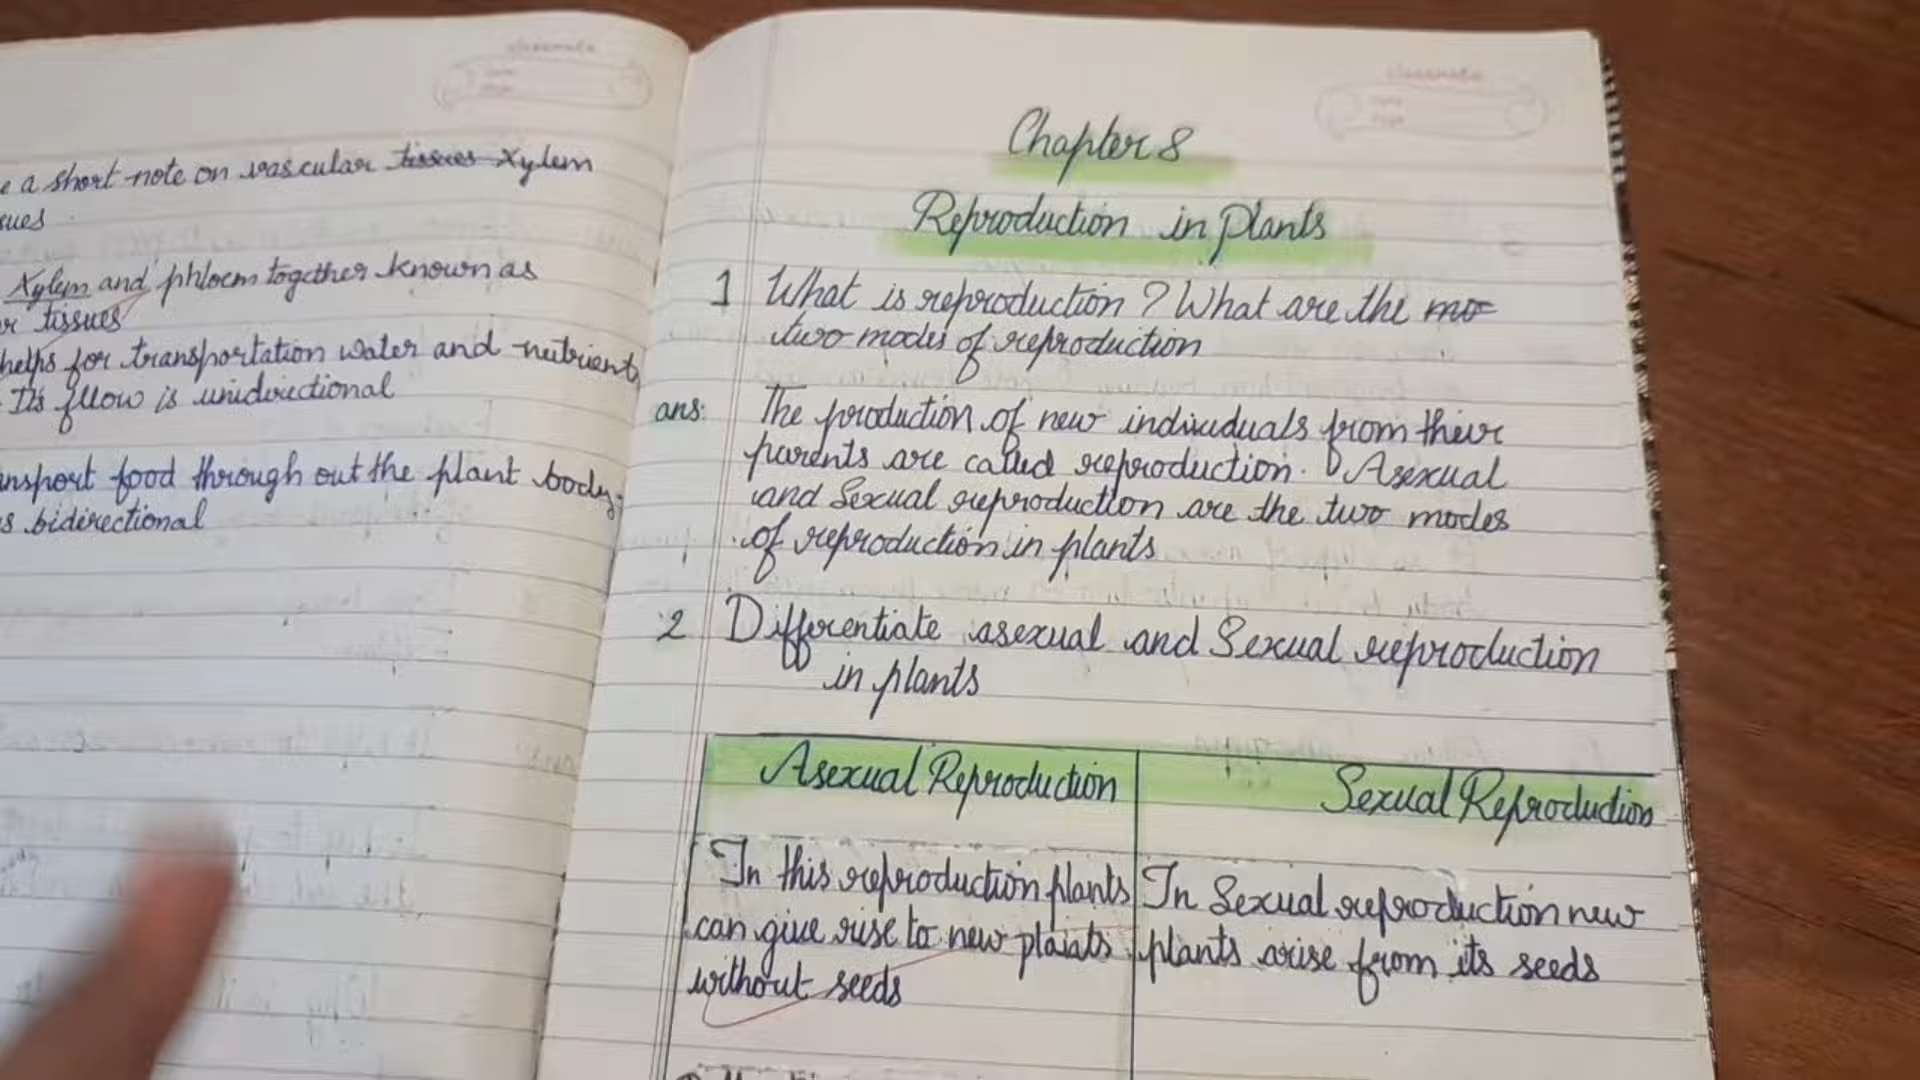 classmate
e a short note on vascular tissues Xylem
sues
Xylem and phloem together known as
r tissues
helps for transportation water and nutrient
Its flow is unidirectional
ansport food through out the plant body.
s bidirectional
classmate
Chapter 8
Reproduction in plants
1 What is reproduction? What are the mo
two modes of reproduction
ans: The production of new individuals from their
parents are called reproduction. Asexual
and Sexual reproduction are the two modes
of reproduction in plants
2 Differentiate asexual and Sexual reproduction
in plants
Asexual Reproduction
In this reproduction plants
can give rise to new plants
without seeds
Sexual Reproduction
In Sexual reproduction new
plants arise from its seeds